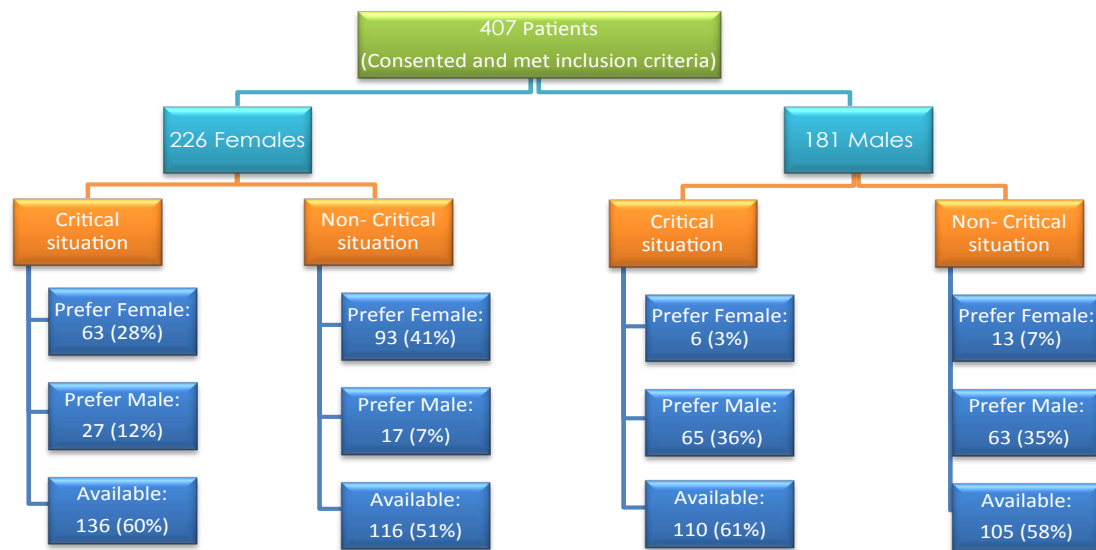 407 Patients
(Consented and met inclusion criteria)
226 Females
181 Males
Critical
situation
Non- Critical
situation
Critical
situation
Non- Critical
situation
Prefer Female:
63 (28%)
Prefer Male:
27 (12%)
Available:
136 (60%)
Prefer Female:
93 (41%)
Prefer Male:
17 (7%)
Available:
116 (51%)
Prefer Female:
6 (3%)
Prefer Male:
65 (36%)
Available:
110 (61%)
Prefer Female:
13 (7%)
Prefer Male:
63 (35%)
Available:
105 (58%)